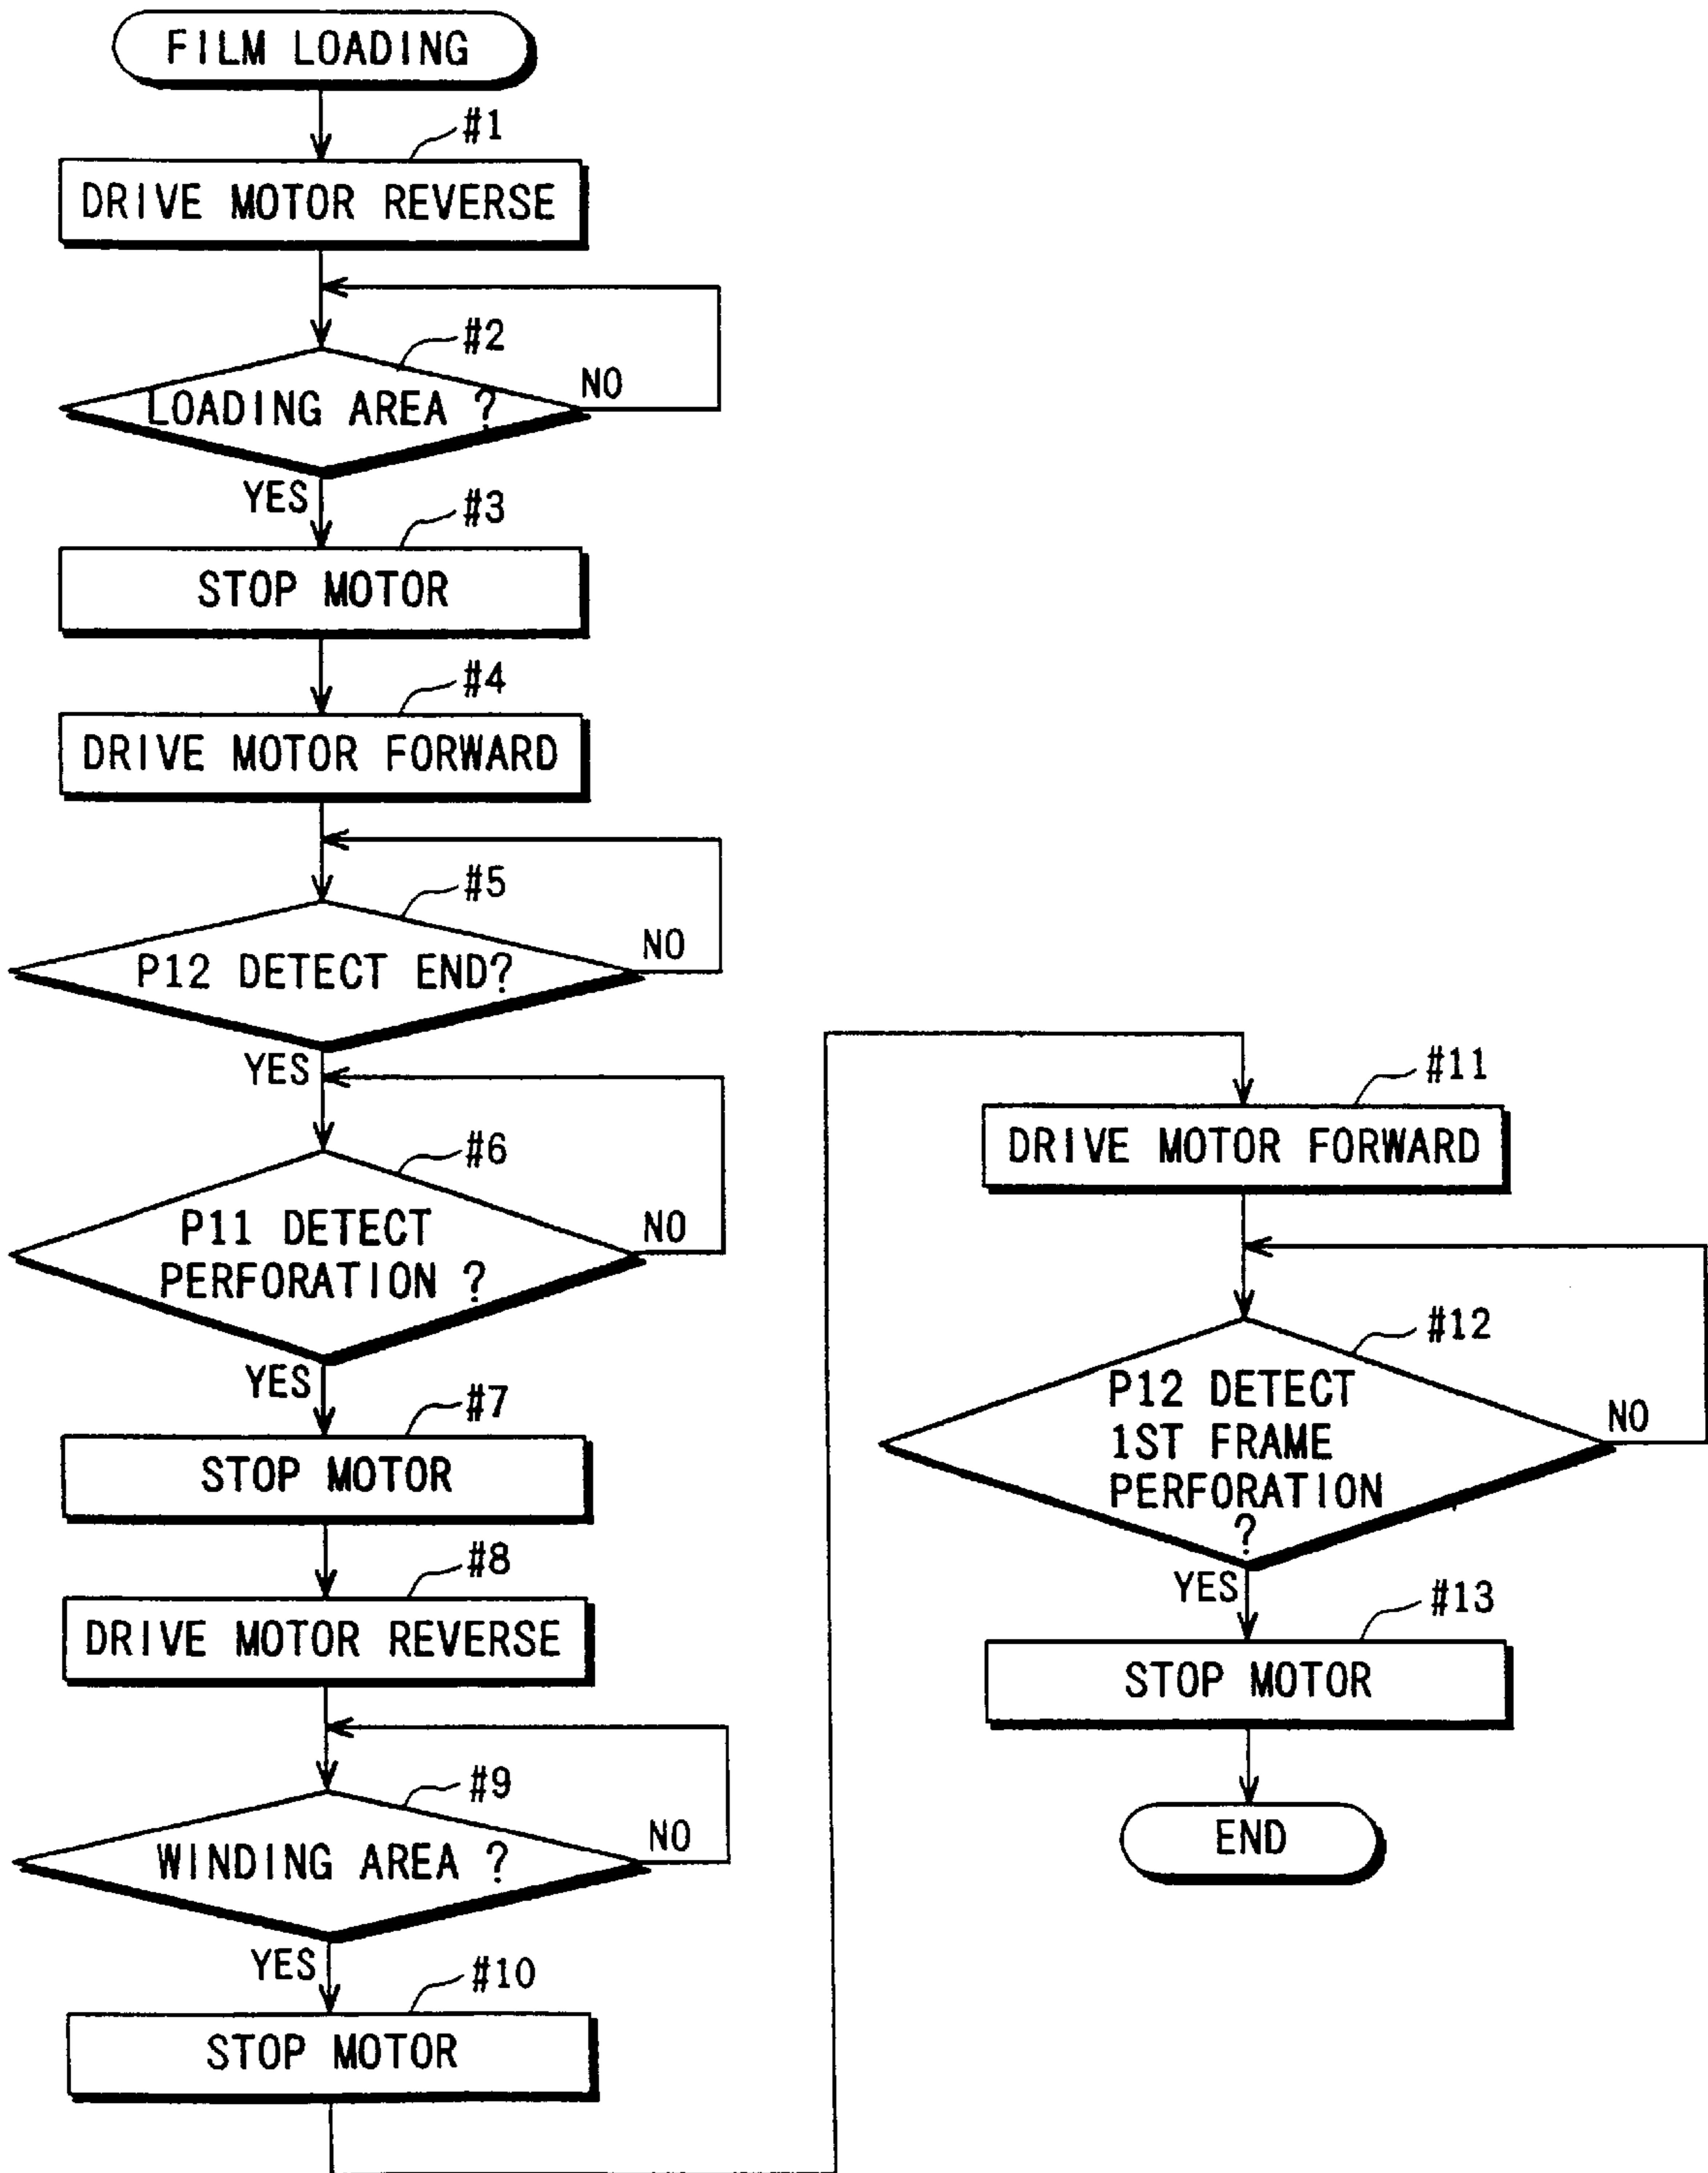 FILM LOADING
#1
DRIVE MOTOR REVERSE
#2
LOADING AREA ?
NO
YES
#3
STOP MOTOR
#4
DRIVE MOTOR FORWARD
#5
P12 DETECT END?
NO
YES
#6
P11 DETECT
PERFORATION ?
NO
YES
#7
STOP MOTOR
#8
DRIVE MOTOR REVERSE
#9
WINDING AREA ?
NO
YES
#10
STOP MOTOR
#11
DRIVE MOTOR FORWARD
#12
P12 DETECT
1ST FRAME
PERFORATION
?
NO
YES
#13
STOP MOTOR
END